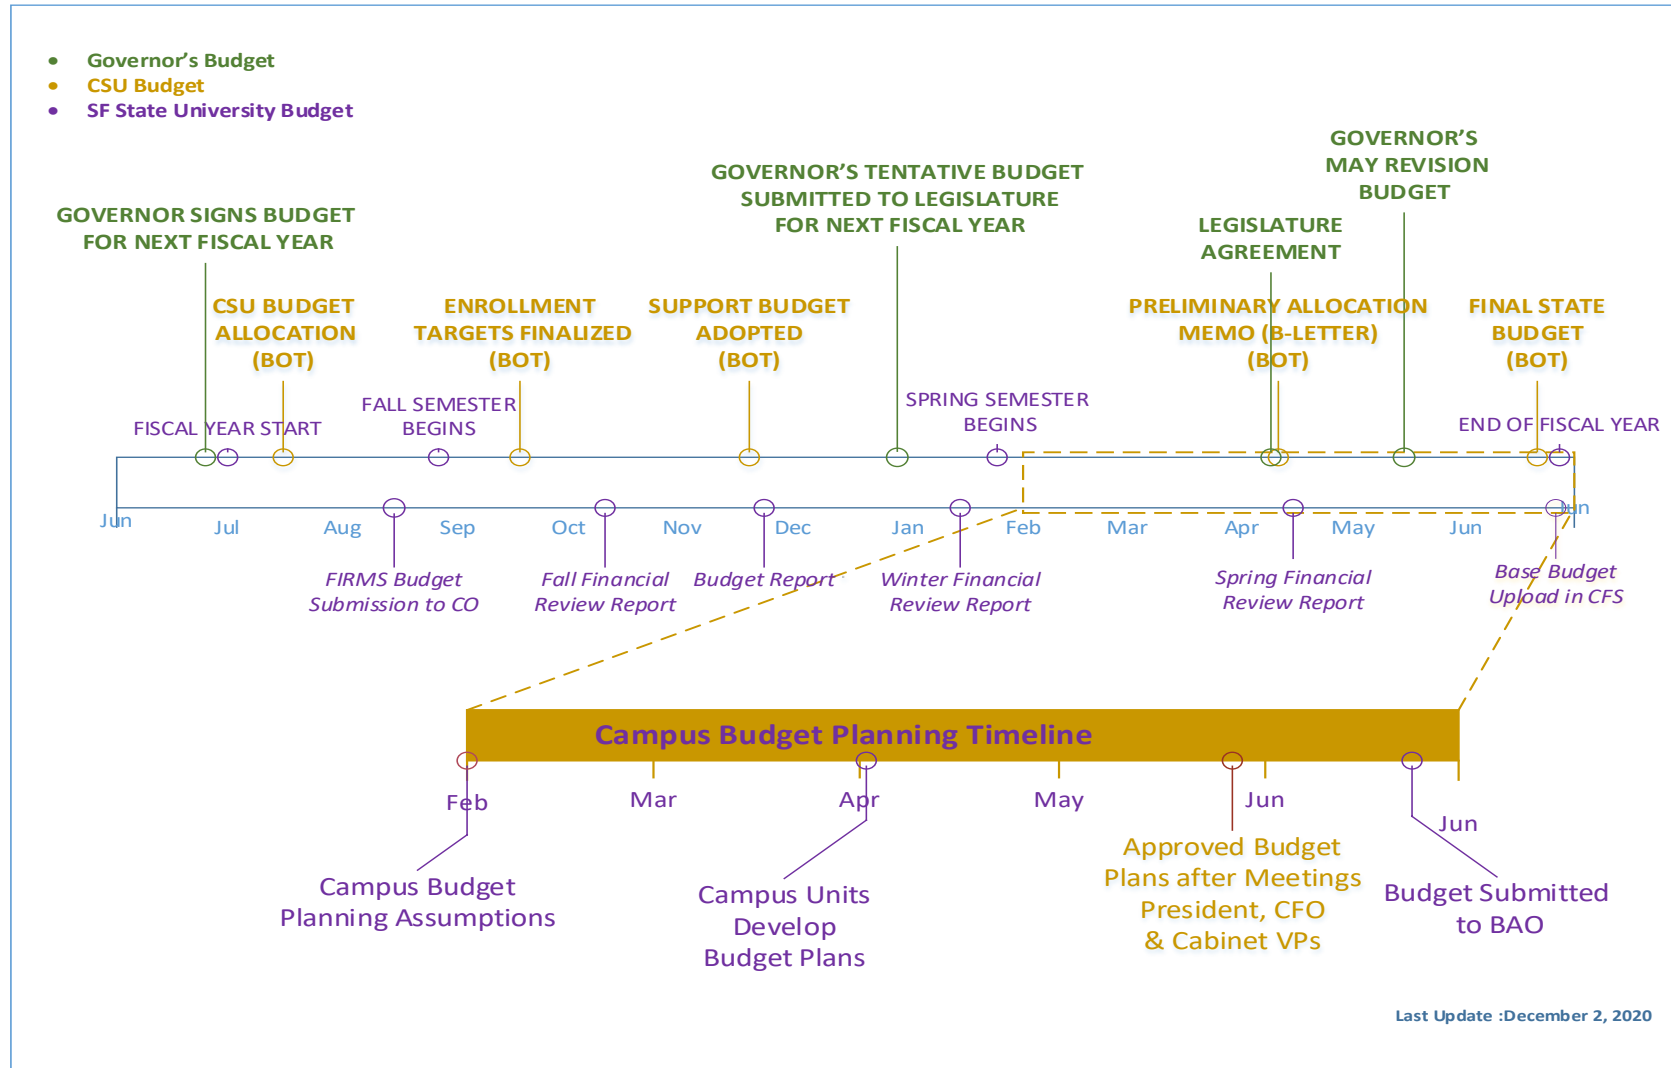 Governor's Budget
CSU Budget
SF State University Budget
GOVERNOR'S
MAY REVISION
BUDGET
GOVERNOR'S TENTATIVE BUDGET
SUBMITTED TO LEGISLATURE
FOR NEXT FISCAL YEAR
GOVERNOR SIGNS BUDGET
FOR NEXT FISCAL YEAR
LEGISLATURE
AGREEMENT
CSU BUDGET
ALLOCATION
(BOT)
ENROLLMENT
TARGETS FINALIZED
(BOT)
SUPPORT BUDGET
ADOPTED
(BOT)
PRELIMINARY ALLOCATION
MEMO (B-LETTER)
(BOT)
FINAL STATE
BUDGET
(BOT)
FISCAL YEAR START
FALL SEMESTER
BEGINS
SPRING SEMESTER
BEGINS
END OF FISCAL YEAR
Jun Jul Aug Sep Oct Nov Dec Jan Feb Mar Apr May Jun Jun
FIRMS Budget
Submission to CO
Fall Financial
Review Report
Budget Report
Winter Financial
Review Report
Spring Financial
Review Report
Base Budget
Upload in CFS
Campus Budget Planning Timeline
Feb Mar Apr May Jun Jun
Campus Budget
Planning Assumptions
Campus Units
Develop
Budget Plans
Approved Budget
Plans after Meetings
President, CFO
& Cabinet VPs
Budget Submitted
to BAO
Last Update :December 2, 2020